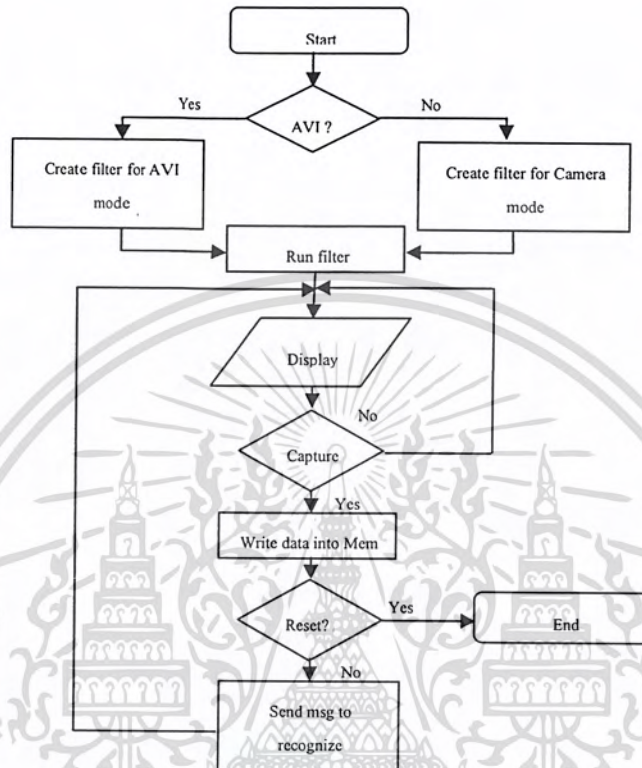 Start
Yes
No
AVI ?
Create filter for AVI
mode
Create filter for Camera
mode
Run filter
Display
No
Capture
Yes
Write data into Mem
Reset?
Yes
End
No
Send msg to
recognize